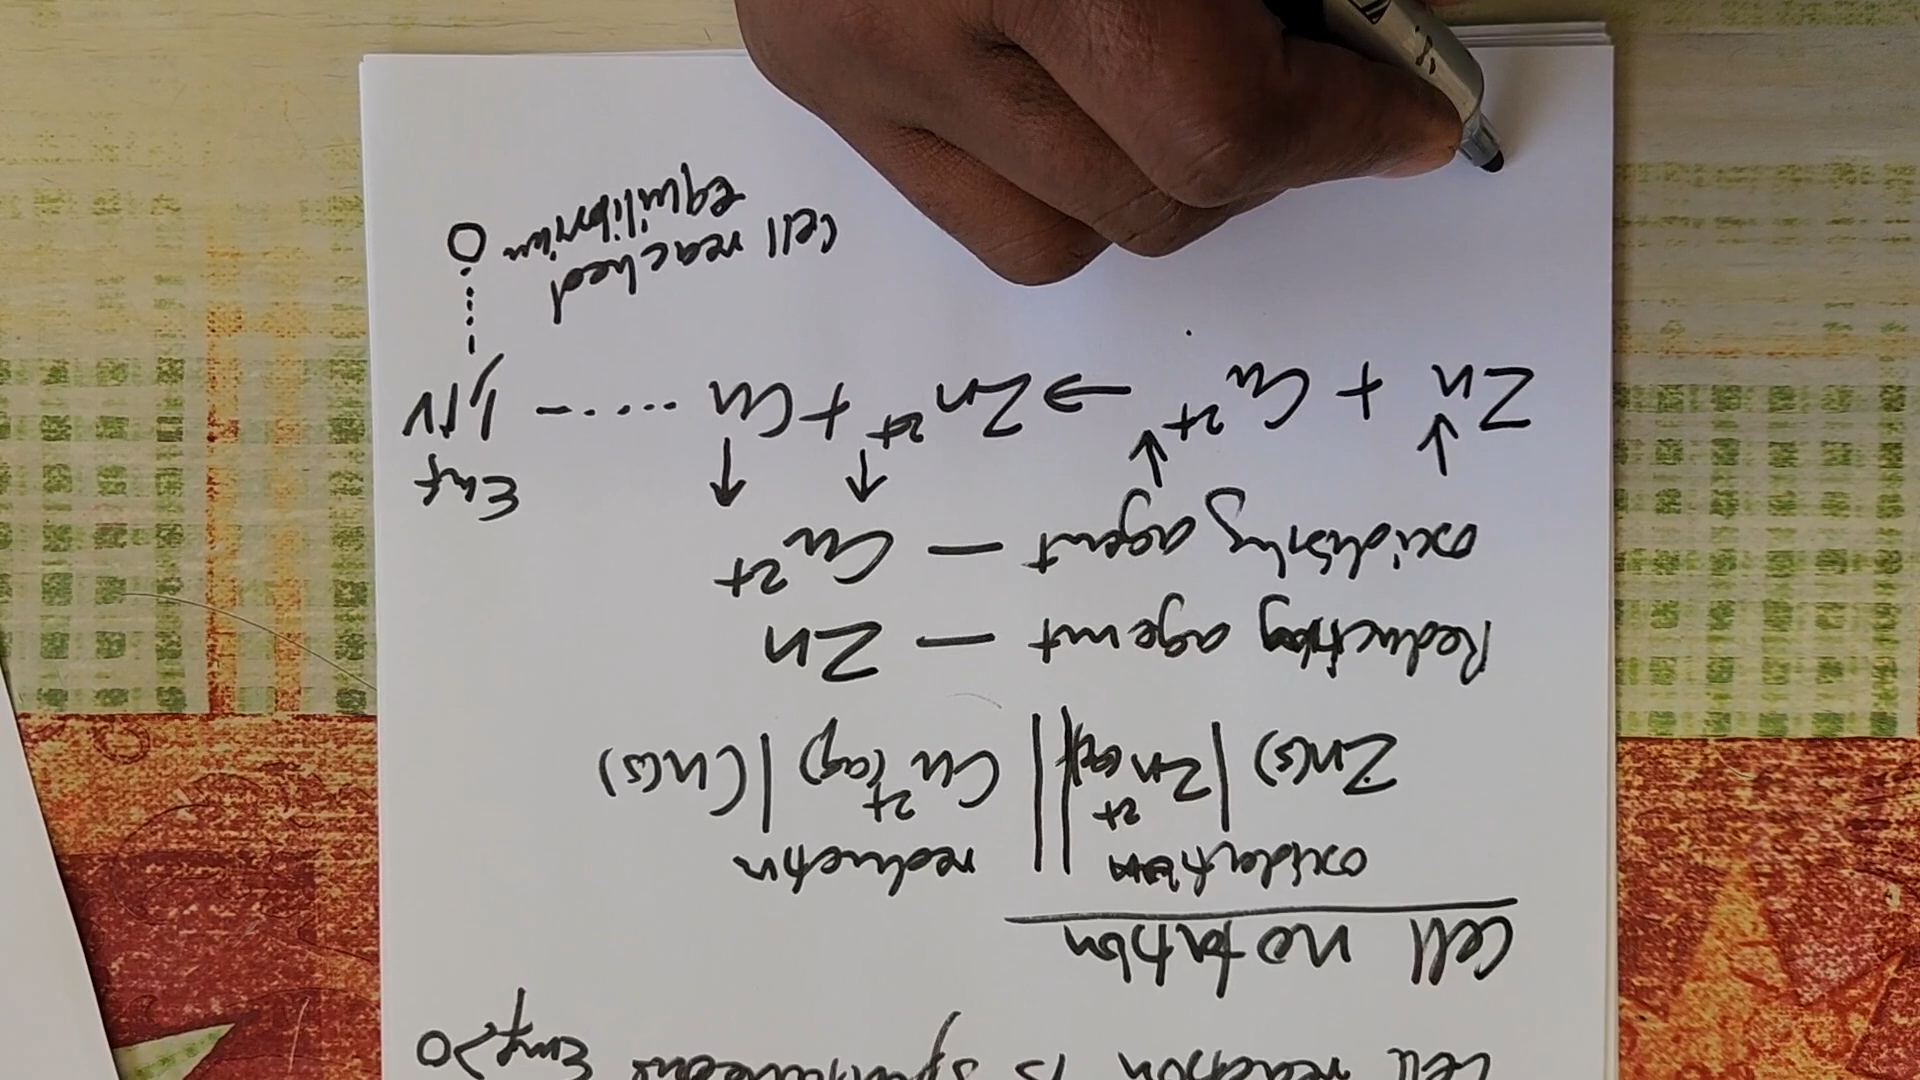 Cell reaction is spontaneous Emf>0
Cell notation
oxidation || reduction
Zn(s) | Zn²⁺(aq) || Cu²⁺(aq) | Cu(s)
Reducting agent — Zn
oxidising agent — Cu²⁺
Emf
↓ ↓ ↑ ↑
Zn + Cu²⁺ → Zn²⁺ + Cu ...... – 1,1V
Cell reached
equilibrium
0